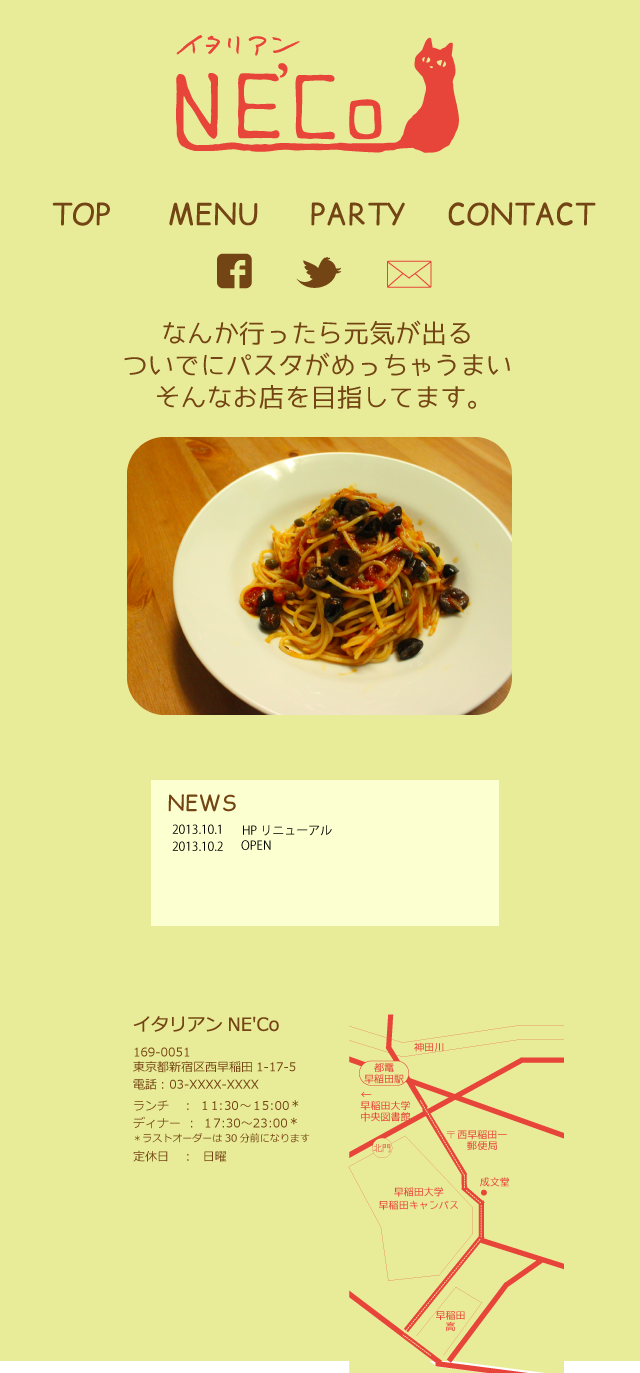 イタリアン
NE'Co
TOP MENU PARTY CONTACT
なんか行ったら元気が出る
ついでにパスタがめっちゃうまい
そんなお店を目指してます。
NEWS
2013.10.1 HP リニューアル
2013.10.2 OPEN
イタリアン NE'Co
169-0051
東京都新宿区西早稲田 1-17-5
電話：03-XXXX-XXXX
ランチ ： 11:30～15:00＊
ディナー ： 17:30～23:00＊
＊ラストオーダーは 30 分前になります
定休日 ： 日曜
神田川
都電
早稲田駅
←
早稲田大学
中央図書館
〒西早稲田一
郵便局
北門
成文堂
早稲田大学
早稲田キャンパス
早稲田
高